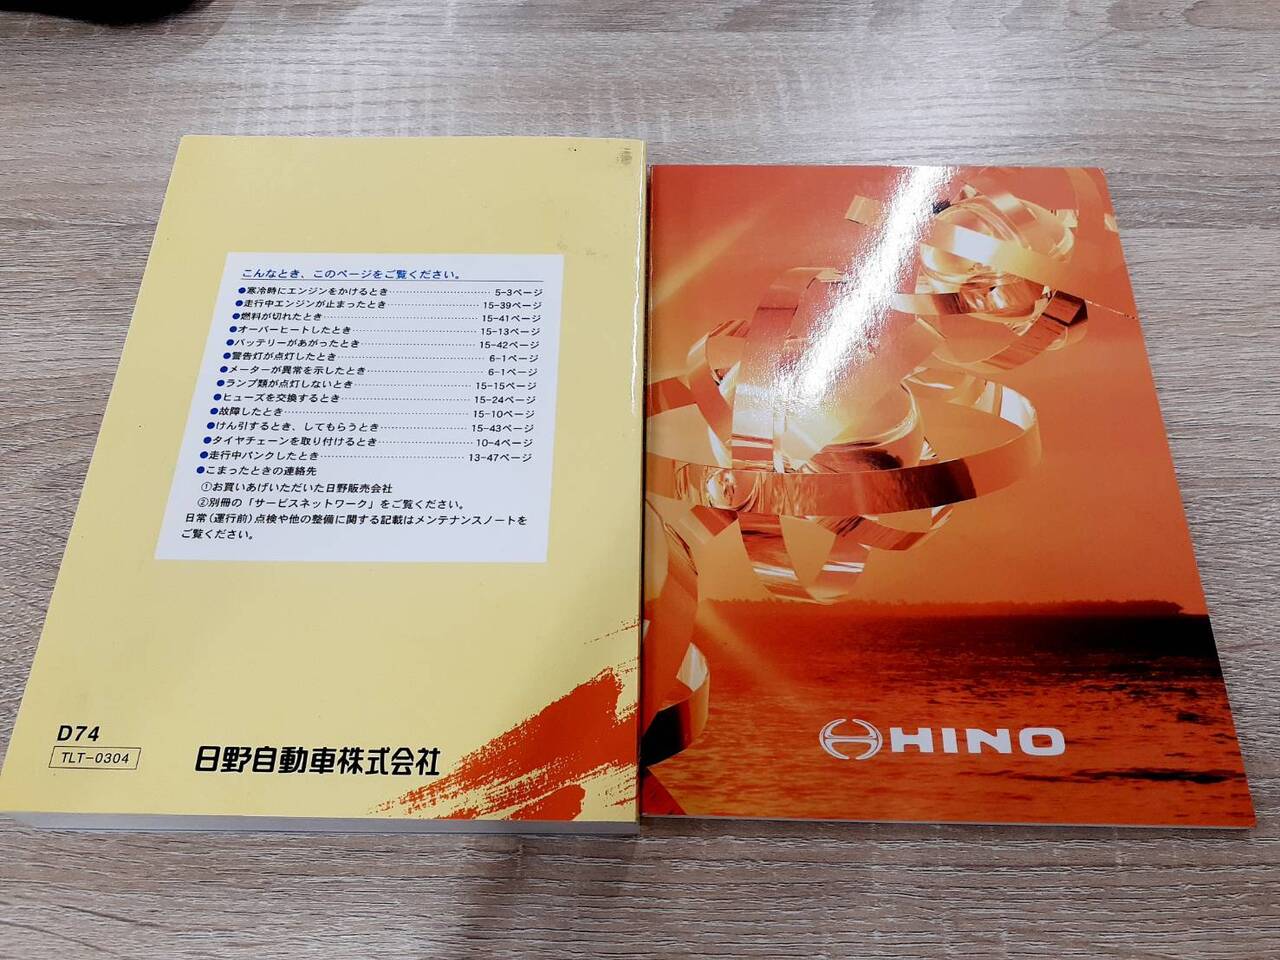 こんなとき、このページをご覧ください。
●寒冷時にエンジンをかけるとき……5-3ページ
●走行中エンジンが止まったとき……15-39ページ
●燃料が切れたとき……15-41ページ
●オーバーヒートしたとき……15-13ページ
●バッテリーがあがったとき……15-42ページ
●警告灯が点灯したとき……6-1ページ
●メーターが異常を示したとき……6-1ページ
●ランプ類が点灯しないとき……15-15ページ
●ヒューズを交換するとき……15-24ページ
●故障したとき……15-10ページ
●けん引するとき、してもらうとき……15-43ページ
●タイヤチェーンを取り付けるとき……10-4ページ
●走行中パンクしたとき……13-47ページ
●こまったときの連絡先
①お買いあげいただいた日野販売会社
②別冊の「サービスネットワーク」をご覧ください。
日常(運行前)点検や他の整備に関する記載はメンテナンスノートを
ご覧ください。
D74
TLT-0304
日野自動車株式会社
HINO